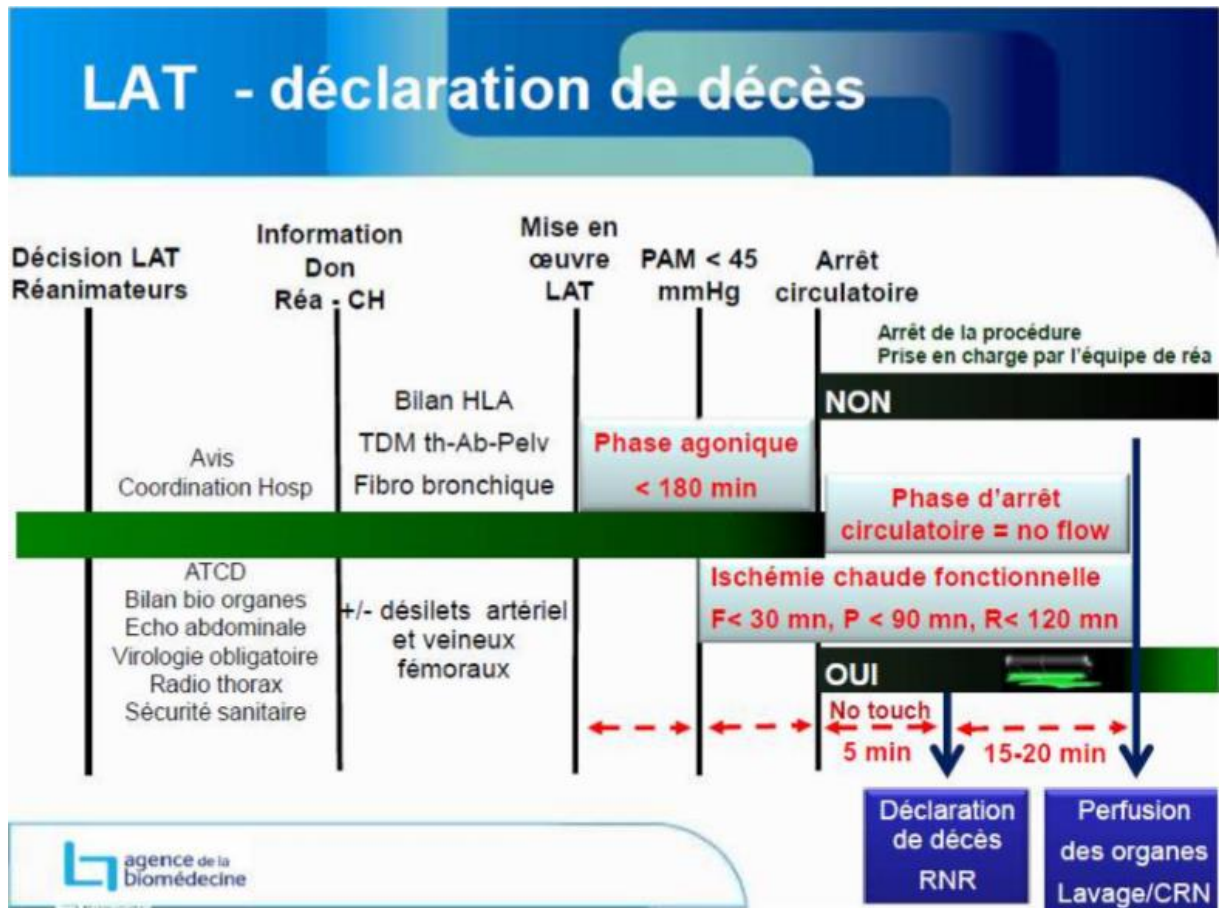 LAT - déclaration de décès
Décision LAT
Réanimateurs
Information
Don
Réa - CH
Mise en
œuvre
LAT
PAM < 45
mmHg
Arrêt
circulatoire
Arrêt de la procédure
Prise en charge par l'équipe de réa
NON
Avis
Coordination Hosp
Bilan HLA
TDM th-Ab-Pelv
Fibro bronchique
Phase agonique
< 180 min
Phase d'arrêt
circulatoire = no flow
ATCD
Bilan bio organes
Echo abdominale
Virologie obligatoire
Radio thorax
Sécurité sanitaire
+/- désilets artériel
et veineux
fémoraux
Ischémie chaude fonctionnelle
F< 30 mn, P < 90 mn, R< 120 mn
OUI
No touch
5 min
15-20 min
Déclaration
de décès
RNR
Perfusion
des organes
Lavage/CRN
agence de la
biomédecine